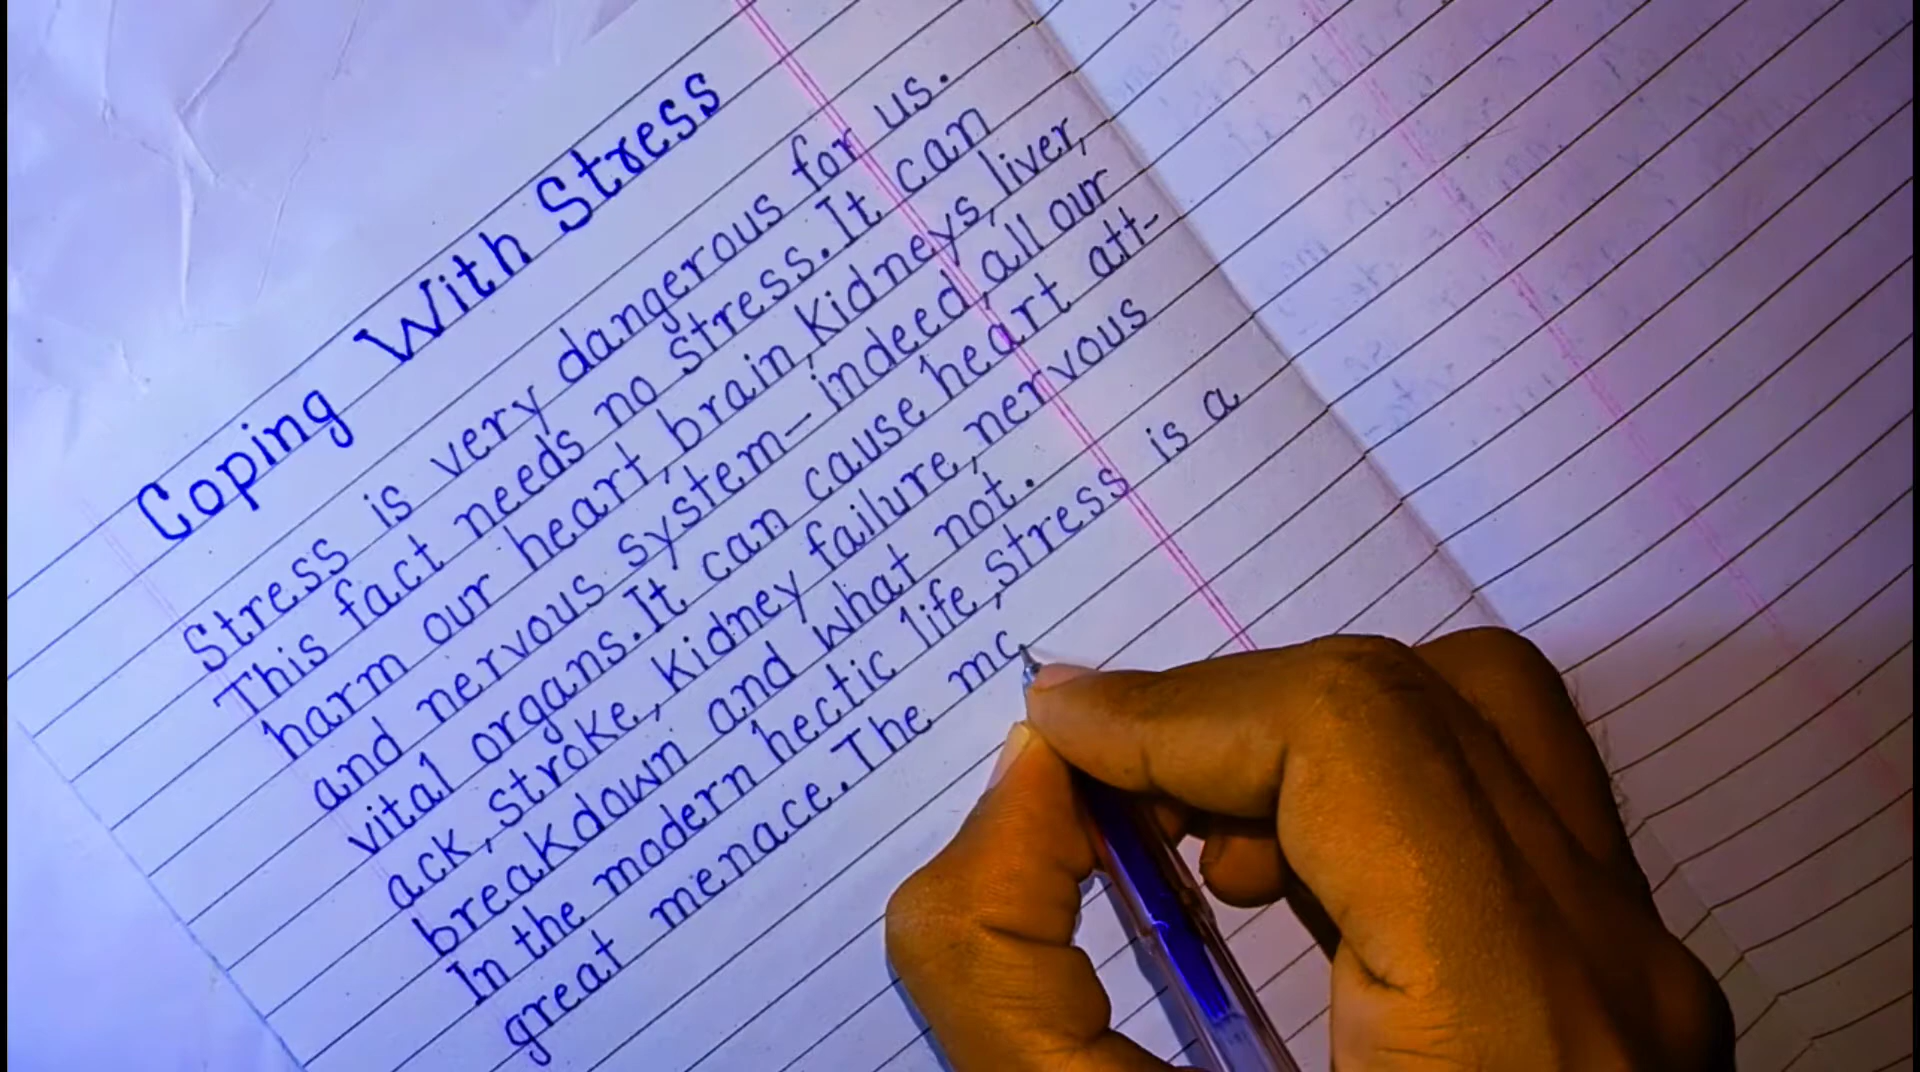 Coping With Stress
Stress is very dangerous for us.
This fact needs no stress. It can
harm our heart, brain, kidneys, liver,
and nervous system-indeed, all our
vital organs. It can cause heart att-
ack, stroke, kidney failure, nervous
breakdown and what not.
In the modern hectic life, stress is a
great menace. The